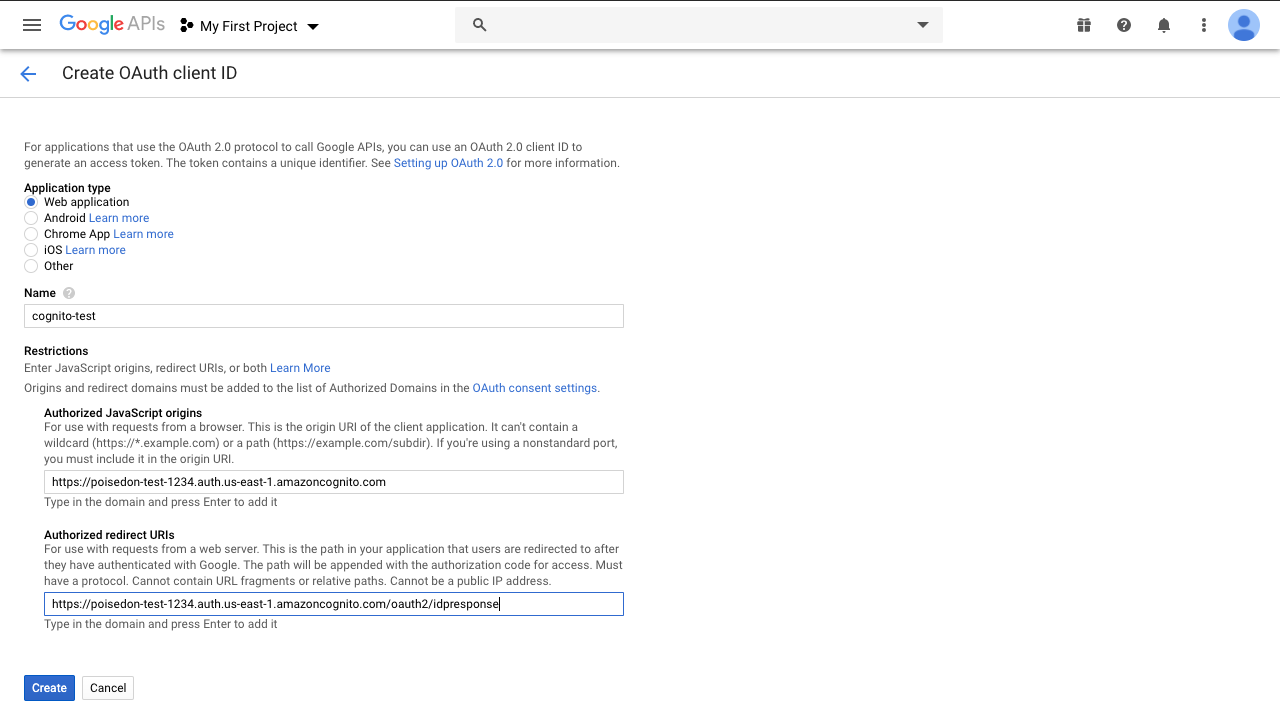 Google APIs My First Project
Create OAuth client ID
For applications that use the OAuth 2.0 protocol to call Google APIs, you can use an OAuth 2.0 client ID to
generate an access token. The token contains a unique identifier. See Setting up OAuth 2.0 for more information.
Application type
Web application
Android Learn more
Chrome App Learn more
iOS Learn more
Other
Name ?
cognito-test
Restrictions
Enter JavaScript origins, redirect URIs, or both Learn More
Origins and redirect domains must be added to the list of Authorized Domains in the OAuth consent settings.
Authorized JavaScript origins
For use with requests from a browser. This is the origin URI of the client application. It can't contain a
wildcard (https://*.example.com) or a path (https://example.com/subdir). If you're using a nonstandard port,
you must include it in the origin URI.
https://poisedon-test-1234.auth.us-east-1.amazoncognito.com
Type in the domain and press Enter to add it
Authorized redirect URIs
For use with requests from a web server. This is the path in your application that users are redirected to after
they have authenticated with Google. The path will be appended with the authorization code for access. Must
have a protocol. Cannot contain URL fragments or relative paths. Cannot be a public IP address.
https://poisedon-test-1234.auth.us-east-1.amazoncognito.com/oauth2/idpresponse
Type in the domain and press Enter to add it
Create Cancel